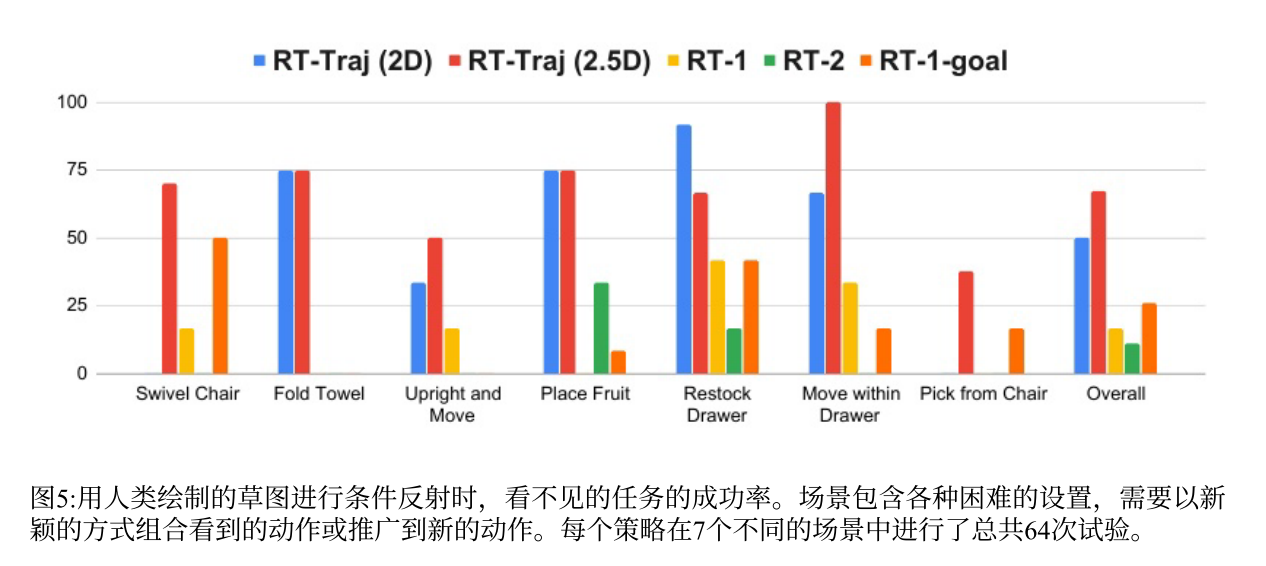 RT-Traj (2D) RT-Traj (2.5D) RT-1 RT-2 RT-1-goal
100
75
50
25
0
Swivel Chair Fold Towel Upright and Move Place Fruit Restock Drawer Move within Drawer Pick from Chair Overall
图5:用人类绘制的草图进行条件反射时，看不见的任务的成功率。场景包含各种困难的设置，需要以新
颖的方式组合看到的动作或推广到新的动作。每个策略在7个不同的场景中进行了总共64次试验。